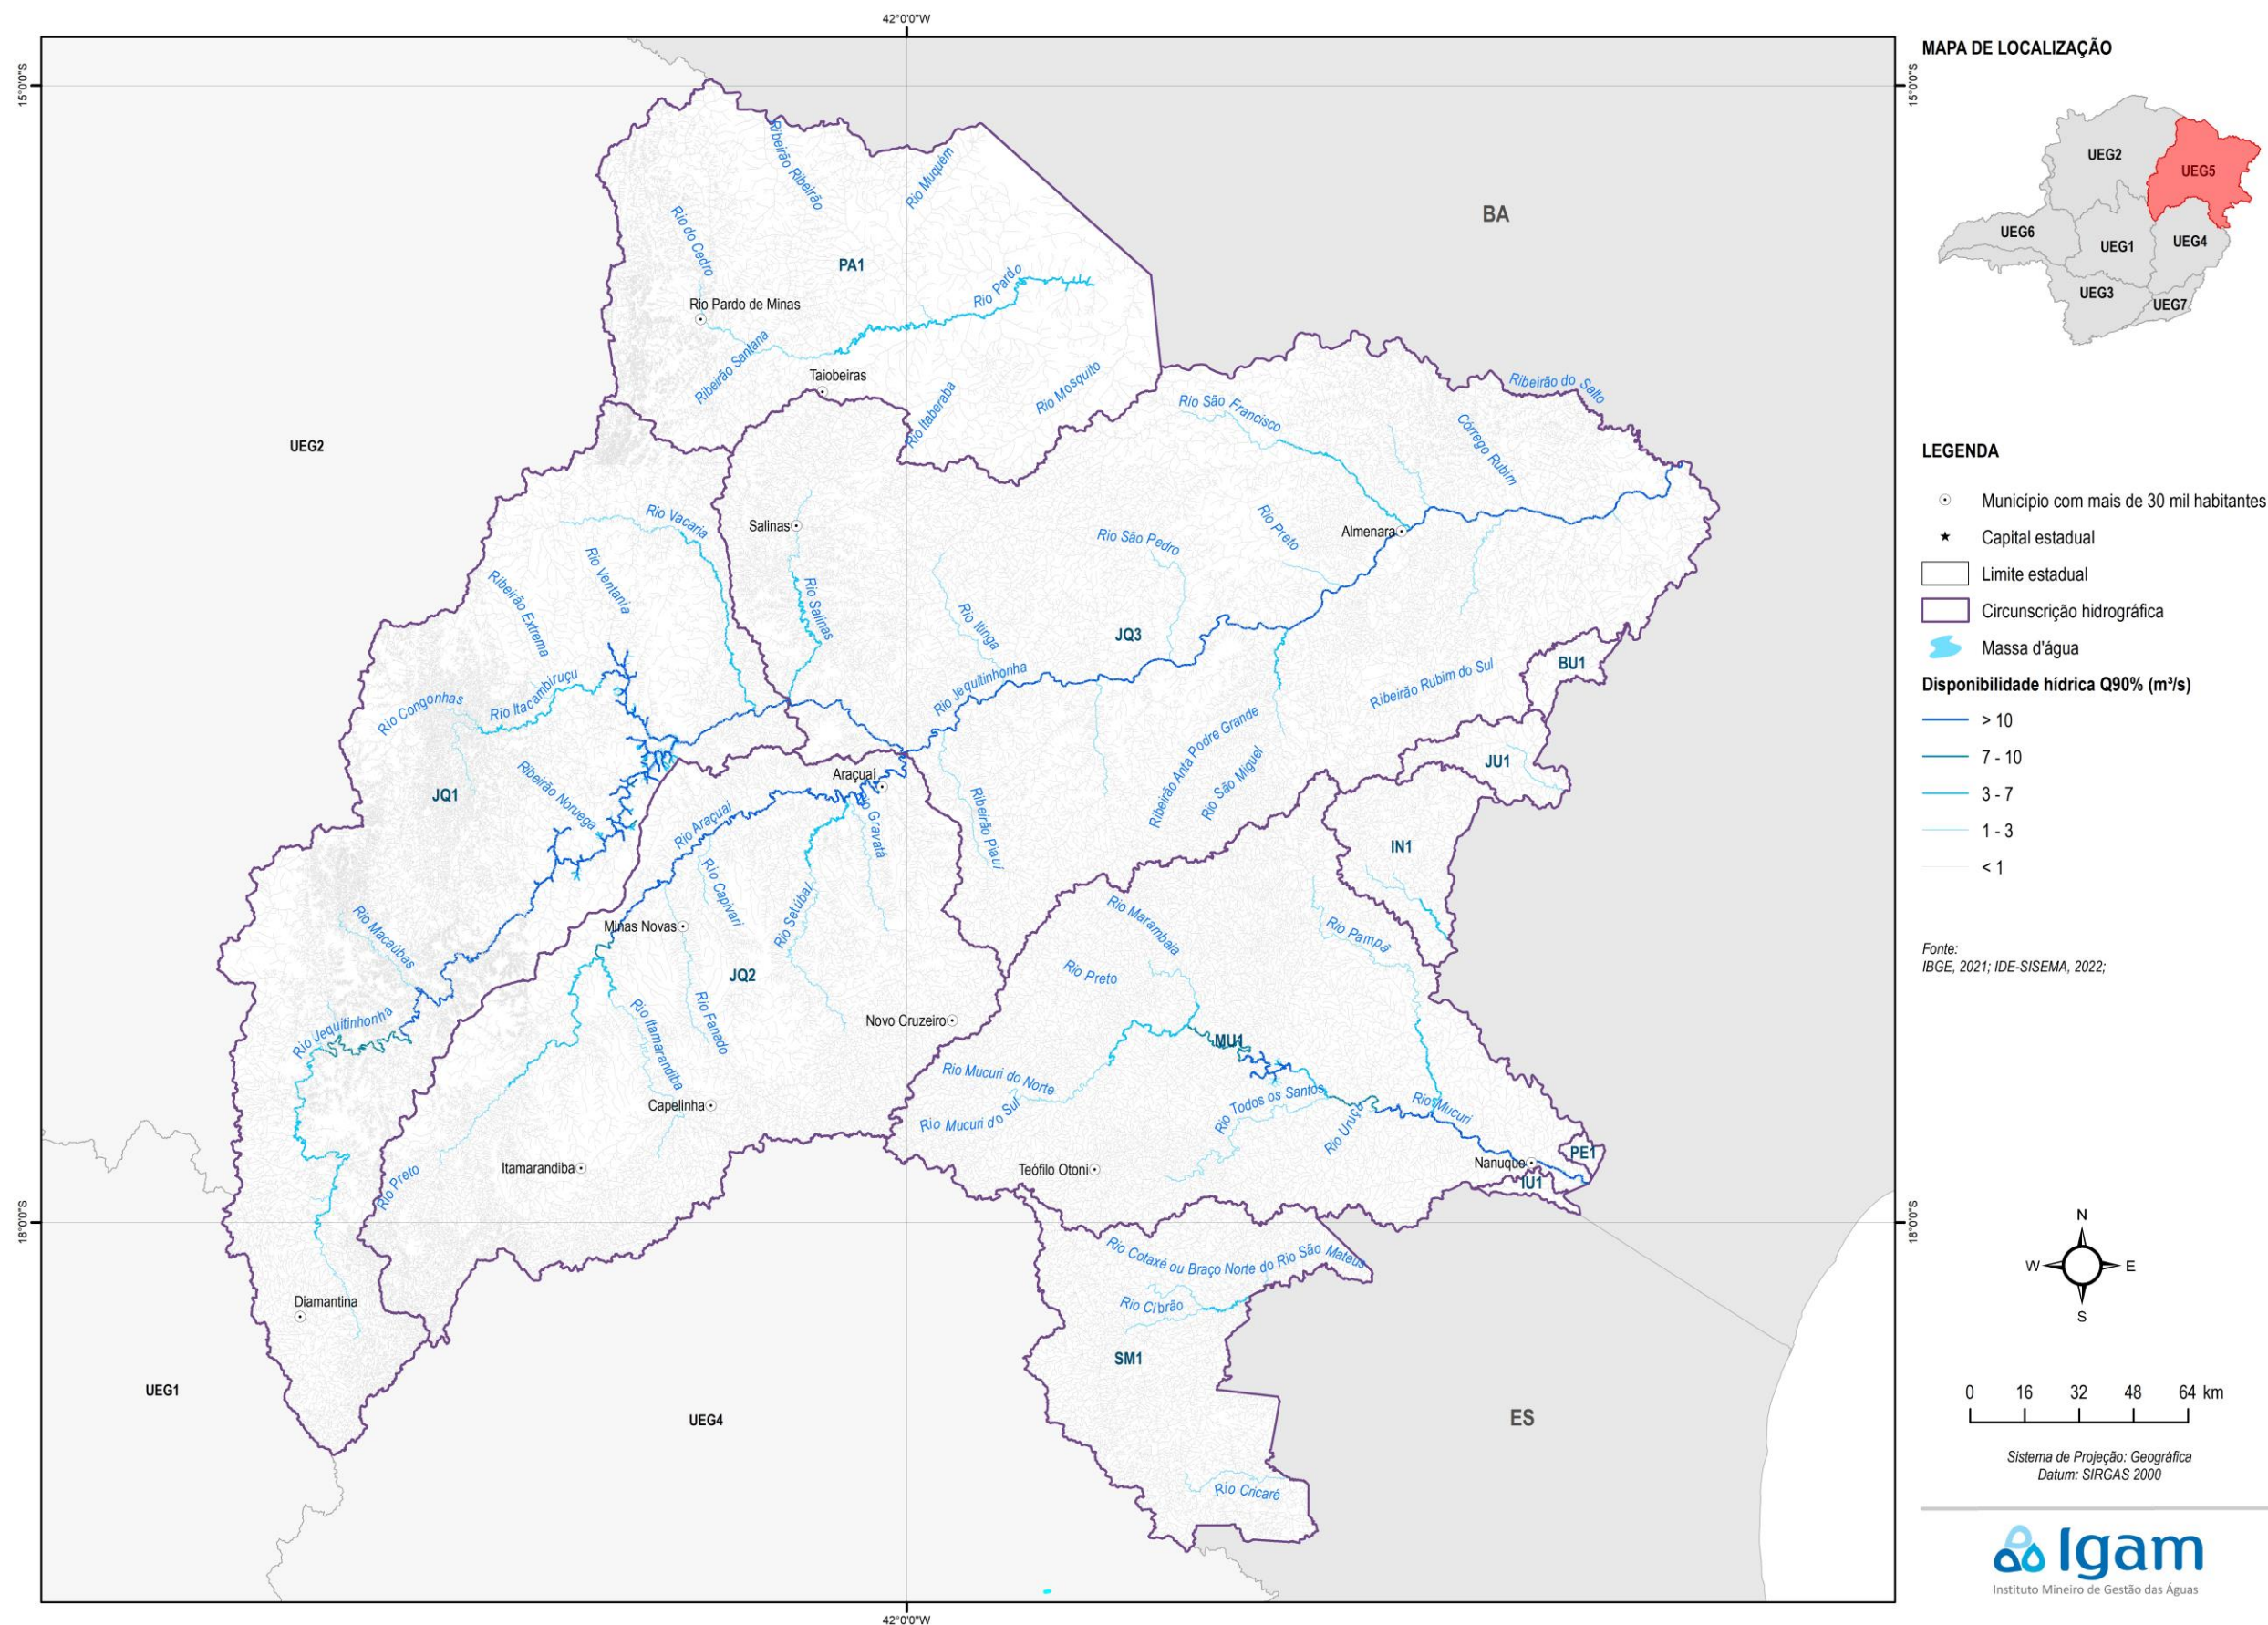 42°0'0"W
15°0'0"S
15°0'0"S
Ribeirão Ribeirão
Rio Muquém
Rio do Cedro
BA
PA1
Rio Pardo
Rio Pardo de Minas
Ribeirão Santana
Taiobeiras
Rio Mosquito
Rio Itaberaba
Ribeirão do Salto
Rio São Francisco
Córrego Rubim
UEG2
Rio Vacaria
Salinas
Rio Preto
Almenara
Rio São Pedro
Rio Ventania
Ribeirão Extrema
Rio Salinas
Rio Itinga
JQ3
BU1
Rio Jequitinhonha
Ribeirão Rubim do Sul
Rio Congonhas
Rio Itacambiruçu
Ribeirão Anta Podre Grande
Rio São Miguel
JU1
Araçuaí
JQ1
Ribeirão Noruega
Rio Araçuaí
Rio Gravatá
Ribeirão Piauí
IN1
Rio Capivari
Rio Setúbal
Rio Macaúbas
Minas Novas
Rio Marambaia
Rio Pampã
JQ2
Rio Preto
Rio Jequitinhonha
Rio Itamarandiba
Rio Fanado
Novo Cruzeiro
MU1
Rio Mucuri do Norte
Capelinha
Rio Mucuri do Sul
Rio Todos os Santos
Rio Uruçu
Rio Mucuri
PE1
Itamarandiba
Teófilo Otoni
Nanuque
IU1
Rio Preto
18°0'0"S
18°0'0"S
Rio Cotaxé ou Braço Norte do Rio São Mateus
Diamantina
Rio Cibrão
SM1
UEG1
UEG4
ES
Rio Cricaré
42°0'0"W
MAPA DE LOCALIZAÇÃO
UEG2
UEG5
UEG6
UEG1
UEG4
UEG3
UEG7
LEGENDA
Município com mais de 30 mil habitantes
Capital estadual
Limite estadual
Circunscrição hidrográfica
Massa d'água
Disponibilidade hídrica Q90% (m³/s)
> 10
7 - 10
3 - 7
1 - 3
< 1
Fonte:
IBGE, 2021; IDE-SISEMA, 2022;
N
W E
S
0 16 32 48 64 km
Sistema de Projeção: Geográfica
Datum: SIRGAS 2000
Igam
Instituto Mineiro de Gestão das Águas